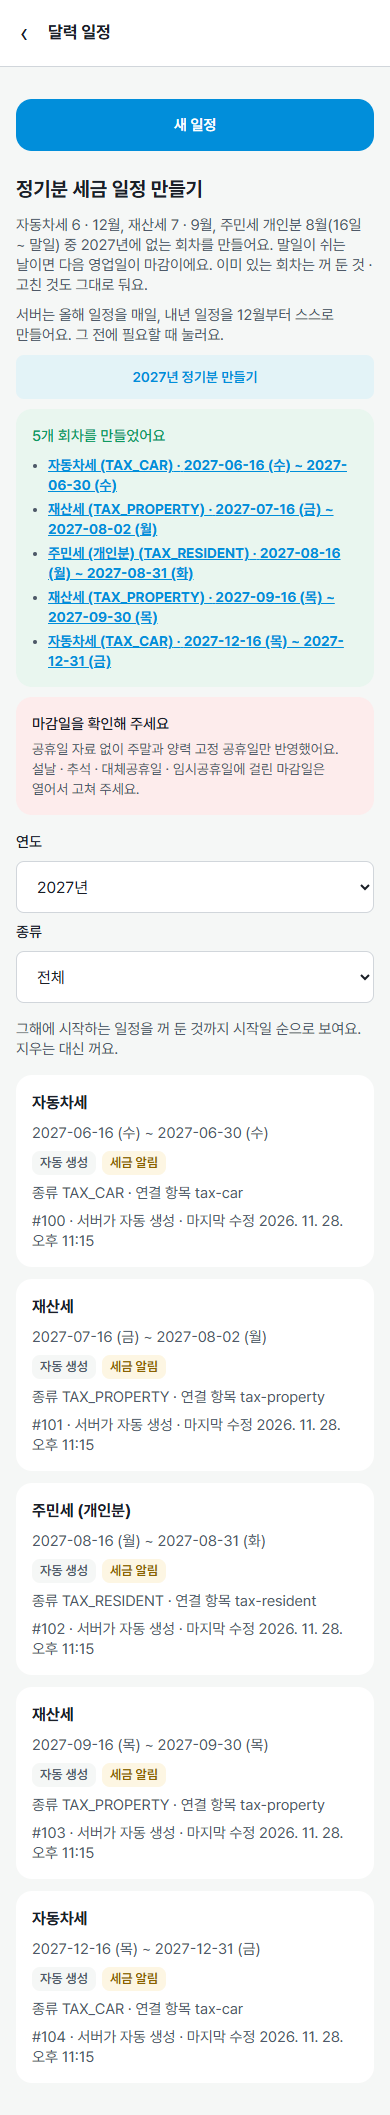 ‹ 달력 일정
새 일정
정기분 세금 일정 만들기
자동차세 6 · 12월, 재산세 7 · 9월, 주민세 개인분 8월(16일
~ 말일) 중 2027년에 없는 회차를 만들어요. 말일이 쉬는
날이면 다음 영업일이 마감이에요. 이미 있는 회차는 꺼 둔 것 ·
고친 것도 그대로 둬요.
서버는 올해 일정을 매일, 내년 일정을 12월부터 스스로
만들어요. 그 전에 필요할 때 눌러요.
2027년 정기분 만들기
5개 회차를 만들었어요
• 자동차세 (TAX_CAR) · 2027-06-16 (수) ~ 2027-
06-30 (수)
• 재산세 (TAX_PROPERTY) · 2027-07-16 (금) ~
2027-08-02 (월)
• 주민세 (개인분) (TAX_RESIDENT) · 2027-08-16
(월) ~ 2027-08-31 (화)
• 재산세 (TAX_PROPERTY) · 2027-09-16 (목) ~
2027-09-30 (목)
• 자동차세 (TAX_CAR) · 2027-12-16 (목) ~ 2027-
12-31 (금)
마감일을 확인해 주세요
공휴일 자료 없이 주말과 양력 고정 공휴일만 반영했어요.
설날 · 추석 · 대체공휴일 · 임시공휴일에 걸린 마감일은
열어서 고쳐 주세요.
연도
2027년
종류
전체
그해에 시작하는 일정을 꺼 둔 것까지 시작일 순으로 보여요.
지우는 대신 꺼요.
자동차세
2027-06-16 (수) ~ 2027-06-30 (수)
자동 생성 세금 알림
종류 TAX_CAR · 연결 항목 tax-car
#100 · 서버가 자동 생성 · 마지막 수정 2026. 11. 28.
오후 11:15
재산세
2027-07-16 (금) ~ 2027-08-02 (월)
자동 생성 세금 알림
종류 TAX_PROPERTY · 연결 항목 tax-property
#101 · 서버가 자동 생성 · 마지막 수정 2026. 11. 28.
오후 11:15
주민세 (개인분)
2027-08-16 (월) ~ 2027-08-31 (화)
자동 생성 세금 알림
종류 TAX_RESIDENT · 연결 항목 tax-resident
#102 · 서버가 자동 생성 · 마지막 수정 2026. 11. 28.
오후 11:15
재산세
2027-09-16 (목) ~ 2027-09-30 (목)
자동 생성 세금 알림
종류 TAX_PROPERTY · 연결 항목 tax-property
#103 · 서버가 자동 생성 · 마지막 수정 2026. 11. 28.
오후 11:15
자동차세
2027-12-16 (목) ~ 2027-12-31 (금)
자동 생성 세금 알림
종류 TAX_CAR · 연결 항목 tax-car
#104 · 서버가 자동 생성 · 마지막 수정 2026. 11. 28.
오후 11:15